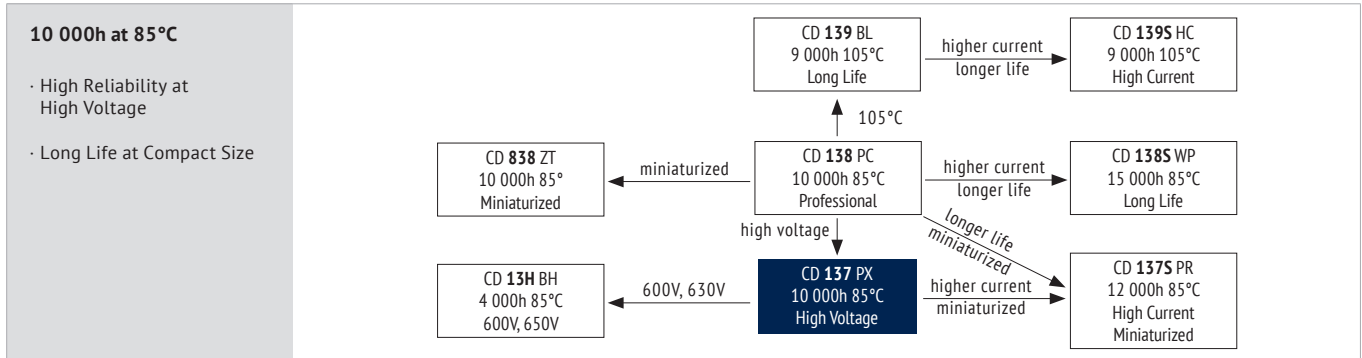 10 000h at 85°C
· High Reliability at
High Voltage
· Long Life at Compact Size
CD 139 BL
9 000h 105°C
Long Life
higher current
longer life
CD 139S HC
9 000h 105°C
High Current
105°C
CD 838 ZT
10 000h 85°
Miniaturized
miniaturized
CD 138 PC
10 000h 85°C
Professional
higher current
longer life
CD 138S WP
15 000h 85°C
Long Life
high voltage
longer life
miniaturized
CD 13H BH
4 000h 85°C
600V, 650V
600V, 630V
CD 137 PX
10 000h 85°C
High Voltage
higher current
miniaturized
CD 137S PR
12 000h 85°C
High Current
Miniaturized